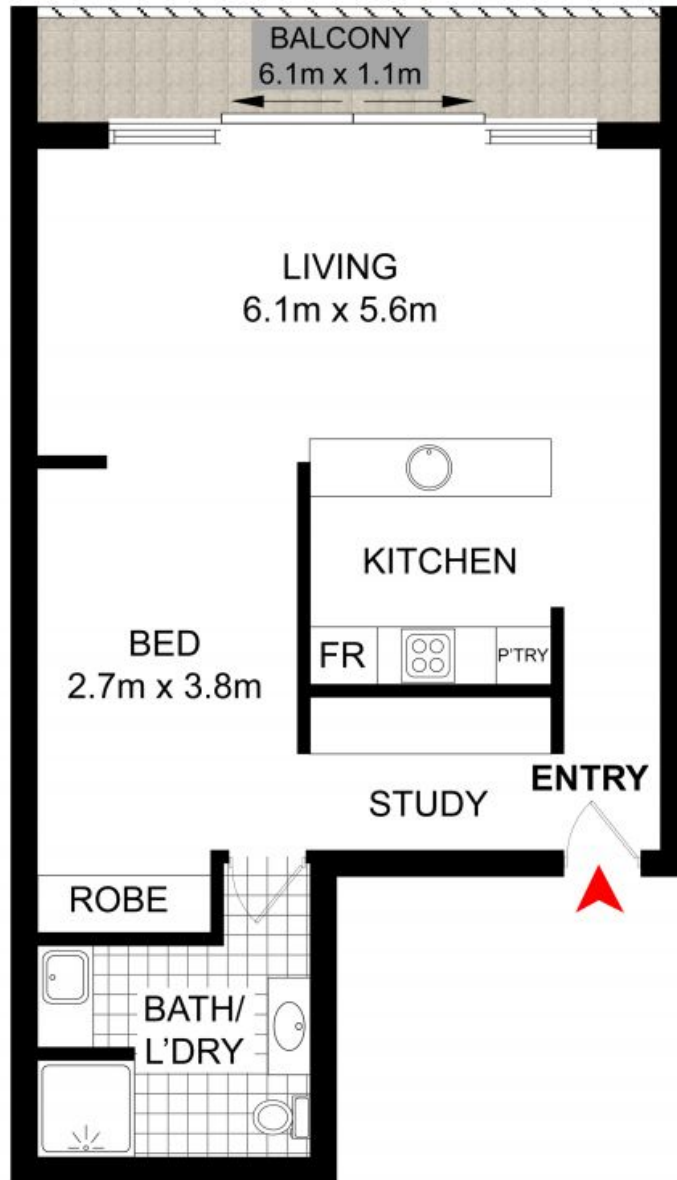 BALCONY
6.1m x 1.1m
LIVING
6.1m x 5.6m
KITCHEN
FR
P'TRY
BED
2.7m x 3.8m
STUDY
ENTRY
ROBE
BATH/
L'DRY